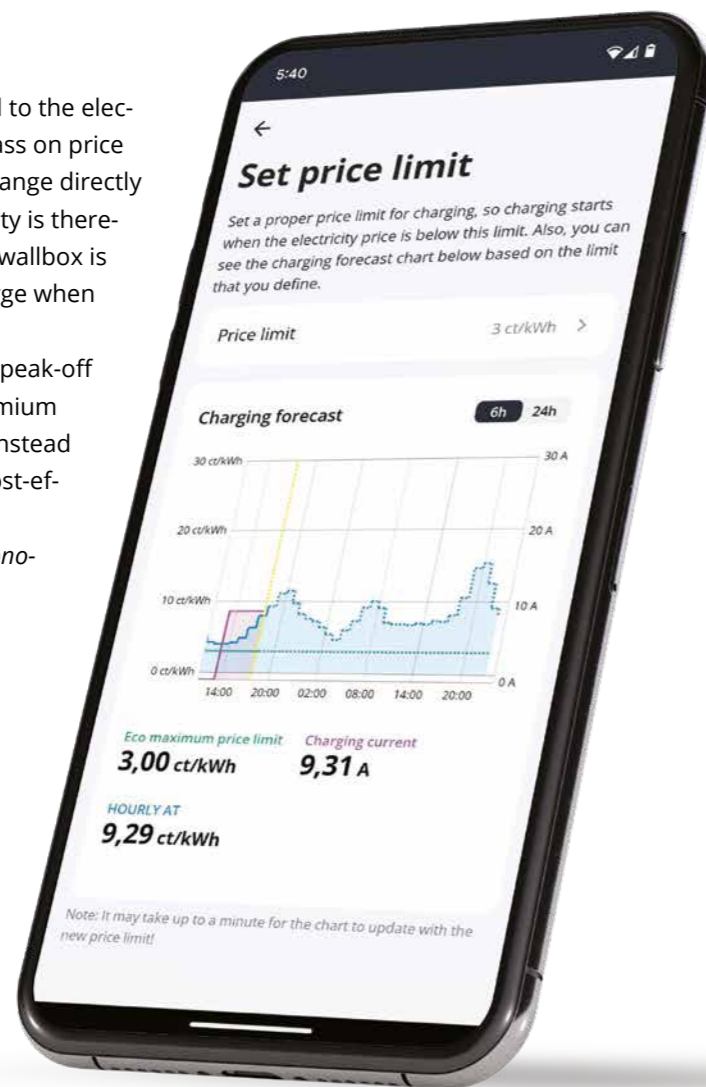 l to the elec-
ass on price
ange directly
ty is there-
wallbox is
rge when
peak-off
mium
nstead
ost-ef-
no-
5:40
Set price limit
Set a proper price limit for charging, so charging starts
when the electricity price is below this limit. Also, you can
see the charging forecast chart below based on the limit
that you define.
Price limit 3 ct/kWh
Charging forecast 6h 24h
30 ct/kWh 30 A
20 ct/kWh 20 A
10 ct/kWh 10 A
0 ct/kWh 0 A
14:00 20:00 02:00 08:00 14:00 20:00
Eco maximum price limit Charging current
3,00 ct/kWh 9,31 A
HOURLY AT
9,29 ct/kWh
Note: It may take up to a minute for the chart to update with the
new price limit!